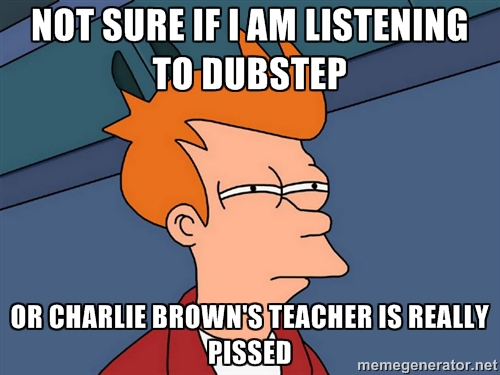 NOT SURE IF I AM LISTENING
TO DUBSTEP
OR CHARLIE BROWN'S TEACHER IS REALLY
PISSED
memegenerator.net